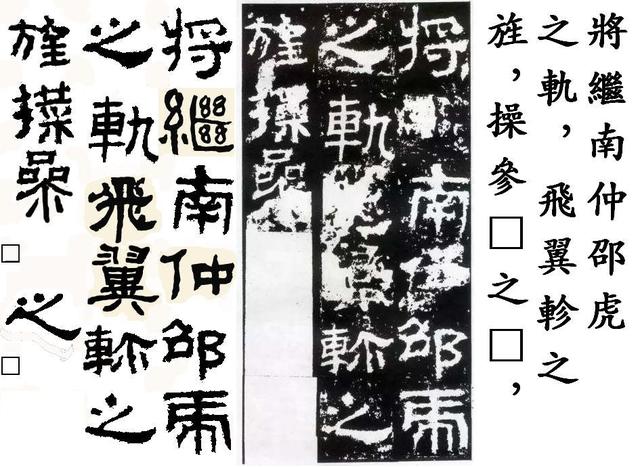 將繼南仲邵虎
之軌，飛翼軫之
旌，操參□之□，
將南仲邵虎
之軌軫之
旌操參
將繼南仲邵虎
之軌飛翼軫之
旌操參□之□